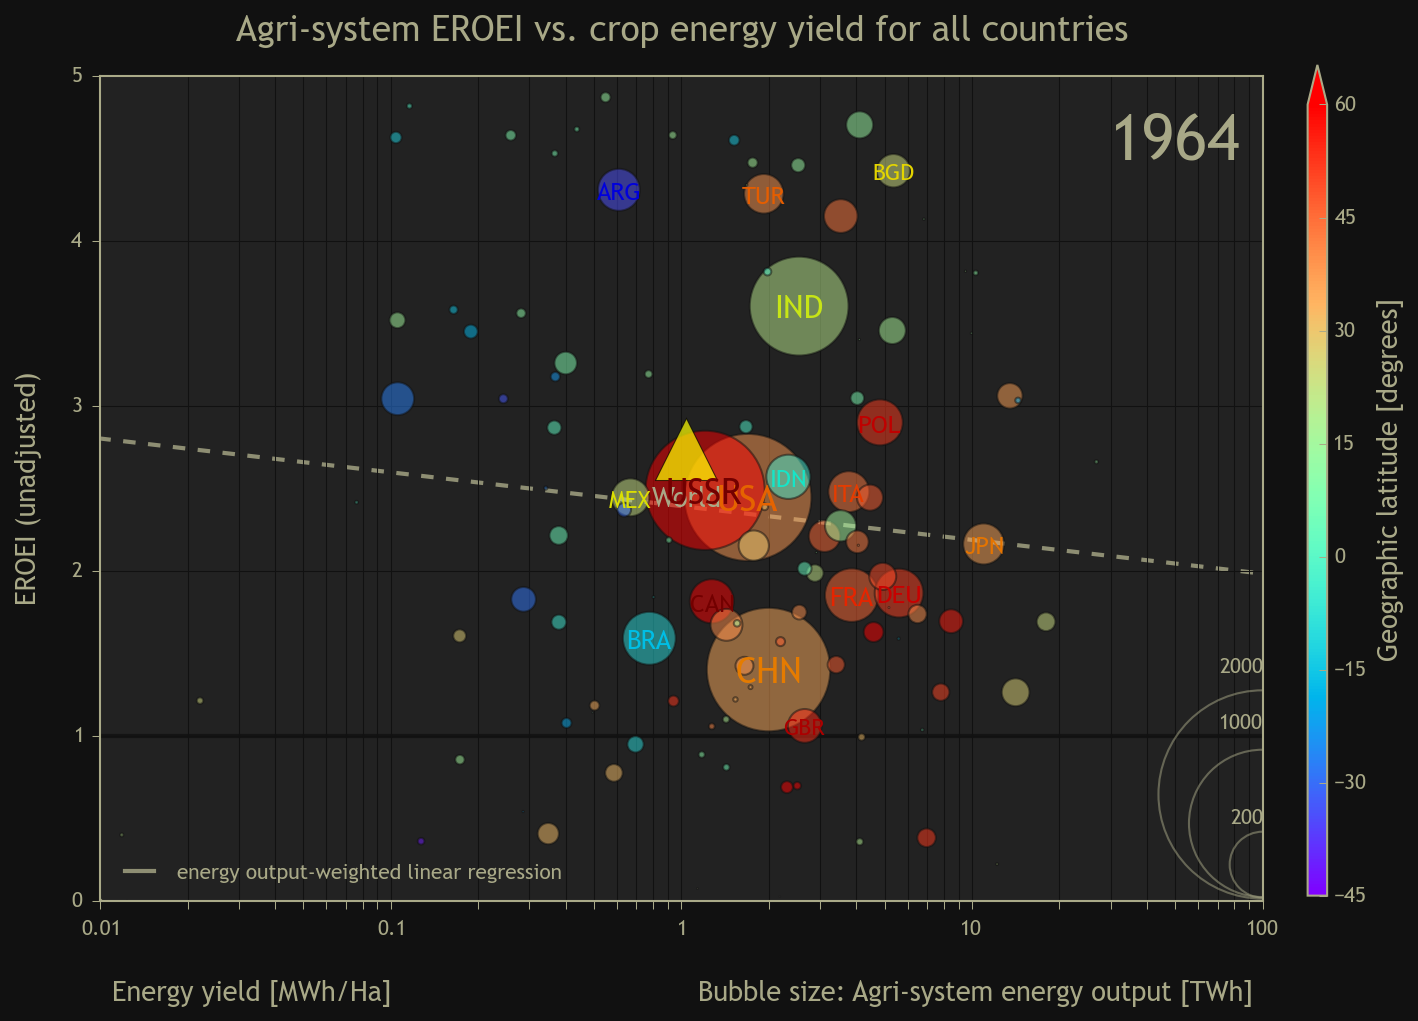 Agri-system EROEI vs. crop energy yield for all countries
1964
EROEI (unadjusted)
5
4
3
2
1
0
ARG
TUR
BGD
IND
POL
IDN
ITA
MEX
World
USSR
USA
JPN
CAN
FRA
DEU
BRA
CHN
GBR
2000
1000
200
energy output-weighted linear regression
0.01
0.1
1
10
100
Energy yield [MWh/Ha]
Bubble size: Agri-system energy output [TWh]
60
45
30
15
0
−15
−30
−45
Geographic latitude [degrees]